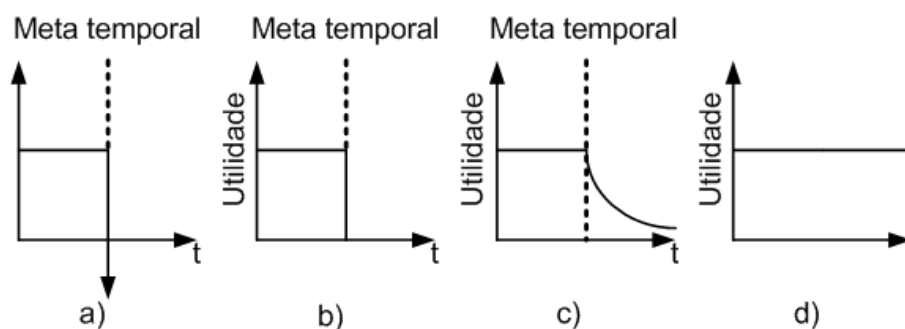 Meta temporal Meta temporal Meta temporal
Utilidade Utilidade Utilidade
t t t
a) b) c) d)